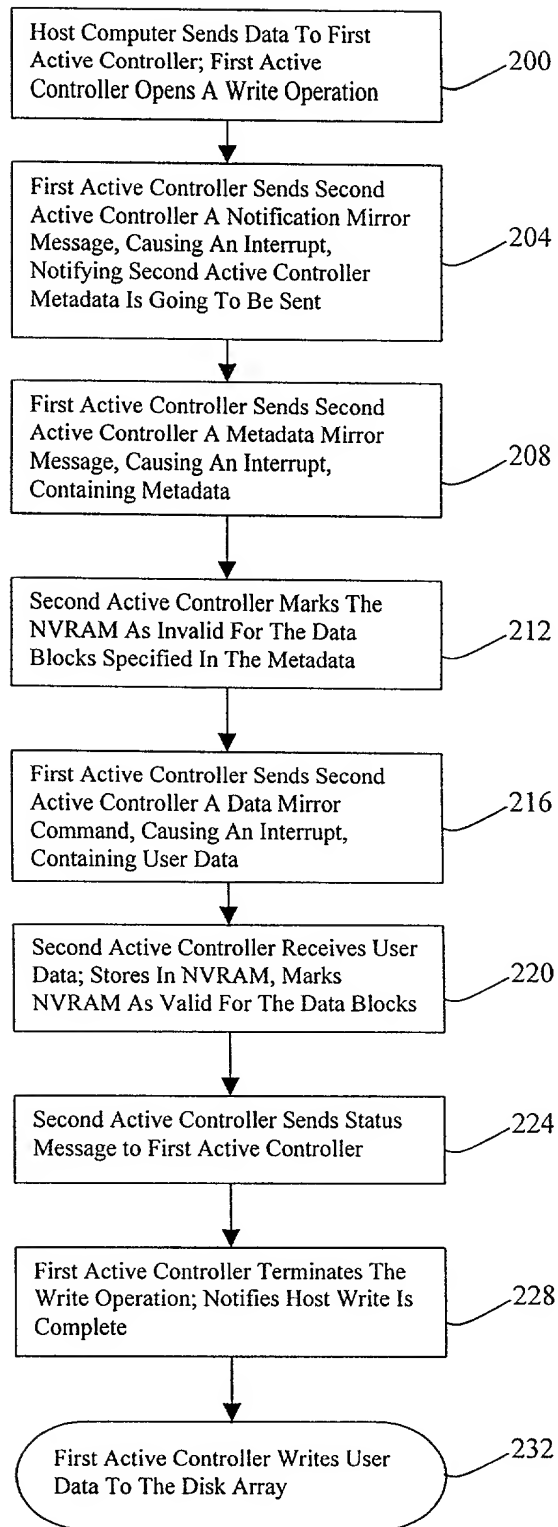 Host Computer Sends Data To First
Active Controller; First Active
Controller Opens A Write Operation
200
First Active Controller Sends Second
Active Controller A Notification Mirror
Message, Causing An Interrupt,
Notifying Second Active Controller
Metadata Is Going To Be Sent
204
First Active Controller Sends Second
Active Controller A Metadata Mirror
Message, Causing An Interrupt,
Containing Metadata
208
Second Active Controller Marks The
NVRAM As Invalid For The Data
Blocks Specified In The Metadata
212
First Active Controller Sends Second
Active Controller A Data Mirror
Command, Causing An Interrupt,
Containing User Data
216
Second Active Controller Receives User
Data; Stores In NVRAM, Marks
NVRAM As Valid For The Data Blocks
220
Second Active Controller Sends Status
Message to First Active Controller
224
First Active Controller Terminates The
Write Operation; Notifies Host Write Is
Complete
228
First Active Controller Writes User
Data To The Disk Array
232